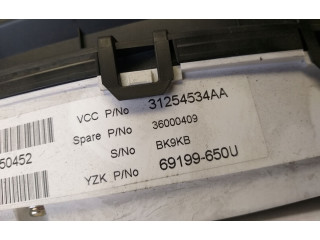 VCC P/No 31254534AA
Spare P/No 36000409
S/No BK9KB
50452
YZK P/No 69199-650U